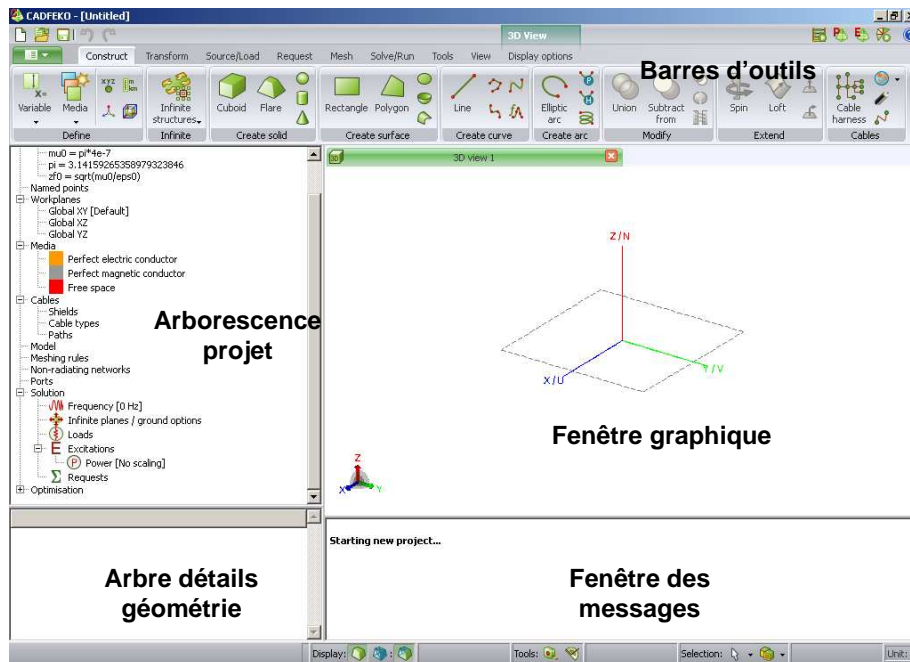 CADFEKO - [Untitled]
3D View
Construct Transform Source/Load Request Mesh Solve/Run Tools View Display options
Barres d'outils
Variable Media xyz Infinite structures Cuboid Flare Rectangle Polygon Line Elliptic arc Union Subtract from Spin Loft Cable harness
Define Infinite Create solid Create surface Create curve Create arc Modify Extend Cables
mu0 = pi*4e-7
pi = 3.14159265358979323846
zf0 = sqrt(mu0/eps0)
Named points
Workplanes
Global XY [Default]
Global XZ
Global YZ
Media
Perfect electric conductor
Perfect magnetic conductor
Free space
Cables
Shields
Cable types
Paths
Model
Meshing rules
Non-radiating networks
Ports
Solution
Frequency [0 Hz]
Infinite planes / ground options
Loads
E Excitations
P Power [No scaling]
Σ Requests
Optimisation
Arborescence
projet
3D view 1
Z/N
X/U
Y/V
Fenêtre graphique
Z
X
Y
Arbre détails
géométrie
Starting new project...
Fenêtre des
messages
Display: Tools: Selection: Unit: